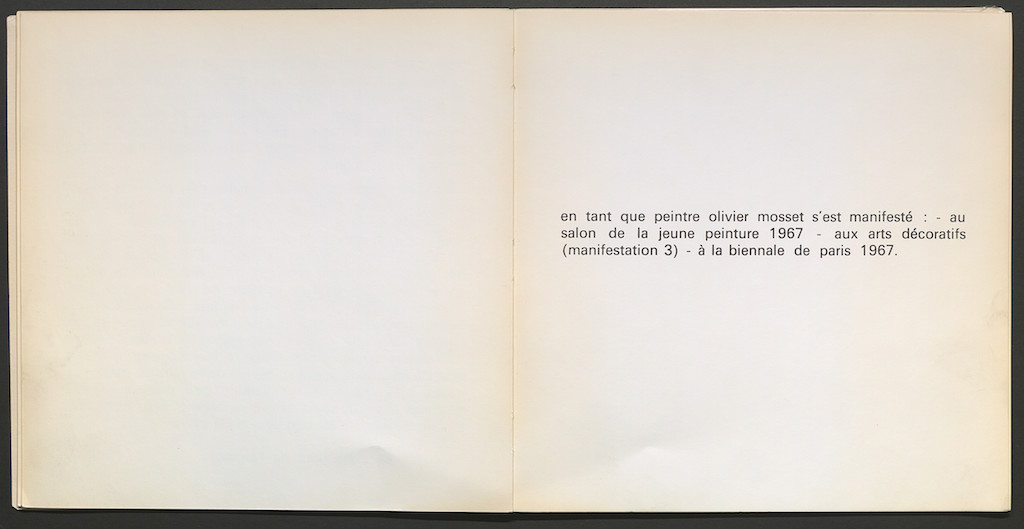 en tant que peintre olivier mosset s'est manifesté : - au
salon de la jeune peinture 1967 - aux arts décoratifs
(manifestation 3) - à la biennale de paris 1967.